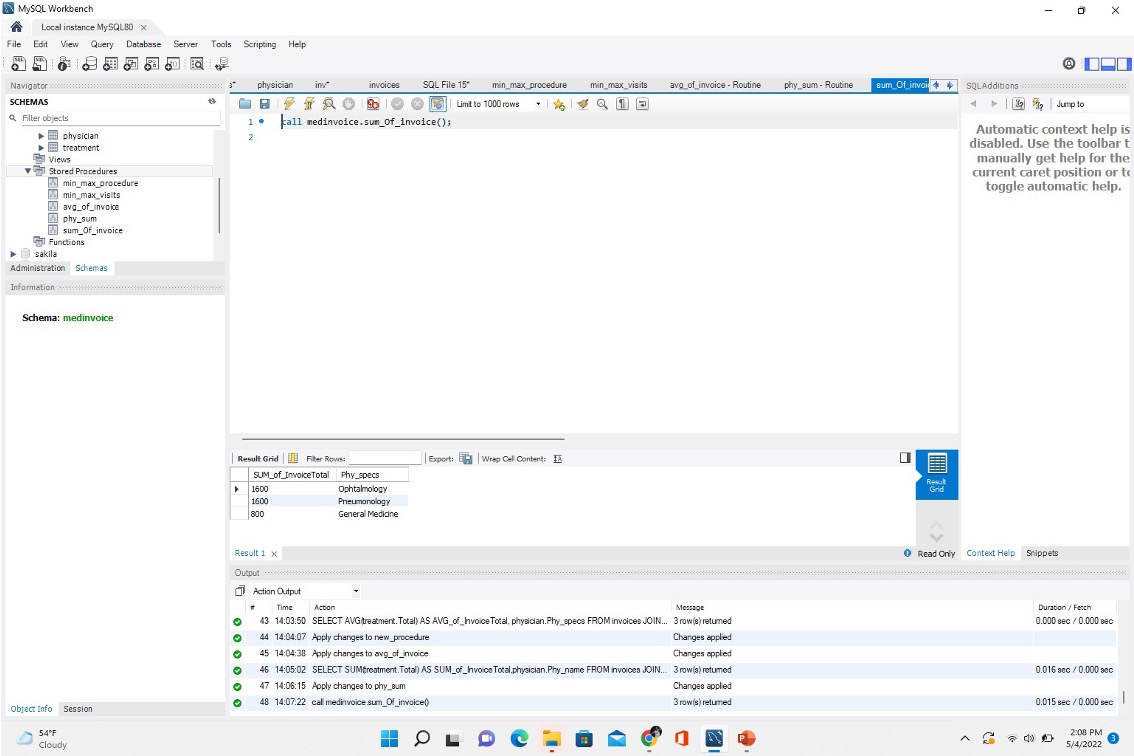 MySQL Workbench
Local instance MySQL80
File Edit View Query Database Server Tools Scripting Help
Navigator
SCHEMAS
Filter objects
physician
treatment
Views
Stored Procedures
min_max_procedure
min_max_visits
avg_of_invoice
phy_sum
sum_Of_invoice
Functions
sakila
Administration Schemas
Information
Schema: medinvoice
Object Info Session
physician inv* invoices SQL File 15* min_max_procedure min_max_visits avg_of_invoice - Routine phy_sum - Routine sum_Of_invoi
Limit to 1000 rows
1 call medinvoice.sum_Of_invoice();
2
SQLAdditions
Jump to
Automatic context help is
disabled. Use the toolbar t
manually get help for the
current caret position or to
toggle automatic help.
Result Grid Filter Rows: Export: Wrap Cell Content:
SUM_of_InvoiceTotal Phy_specs
1600 Ophtalmology
1600 Pneumonology
800 General Medicine
Result
Grid
Result 1
Read Only
Context Help Snippets
Output
Action Output
# Time Action Message Duration / Fetch
43 14:03:50 SELECT AVG(treatment.Total) AS AVG_of_InvoiceTotal, physician.Phy_specs FROM invoices JOIN... 3 row(s) returned 0.000 sec / 0.000 sec
44 14:04:07 Apply changes to new_procedure Changes applied
45 14:04:38 Apply changes to avg_of_invoice Changes applied
46 14:05:02 SELECT SUM(treatment.Total) AS SUM_of_InvoiceTotal,physician.Phy_name FROM invoices JOIN... 3 row(s) returned 0.016 sec / 0.000 sec
47 14:06:15 Apply changes to phy_sum Changes applied
48 14:07:22 call medinvoice.sum_Of_invoice() 3 row(s) returned 0.015 sec / 0.000 sec
54°F
Cloudy
2:08 PM
5/4/2022
3